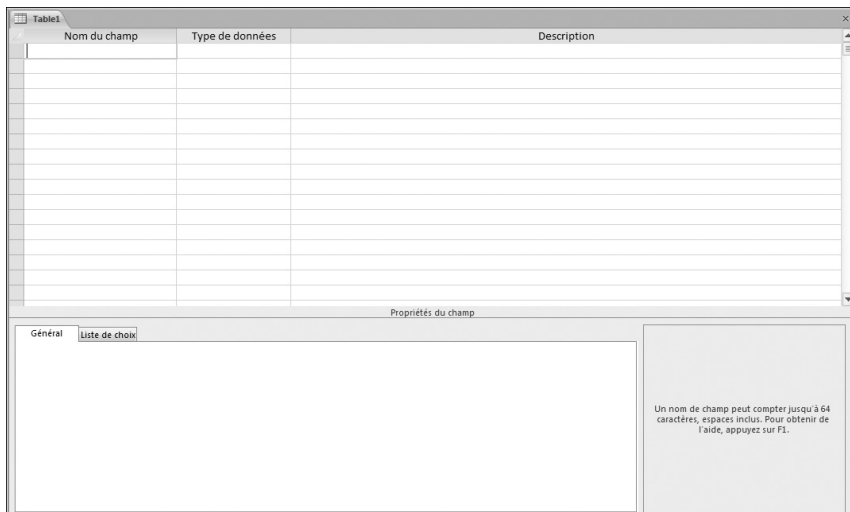 Table1
Nom du champ Type de données Description
Propriétés du champ
Général Liste de choix
Un nom de champ peut compter jusqu'à 64
caractères, espaces inclus. Pour obtenir de
l'aide, appuyez sur F1.